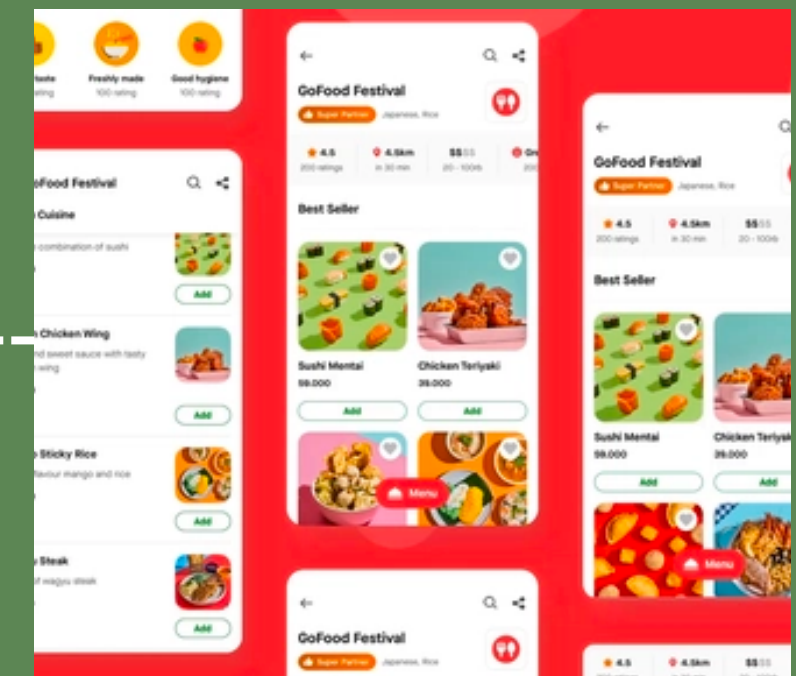 taste
Freshly made
Good hygiene
100 rating
100 rating
Food Festival
Cuisine
combination of sushi
Add
Chicken Wing
sweet sauce with tasty
wing
Add
Sticky Rice
flavour mango and rice
Add
Steak
of wagyu steak
Add
GoFood Festival
Super Partner
Japanese, Rice
4.5
4.5km
$$$$
200 ratings
in 30 min
20 - 100rb
Best Seller
Sushi Mentai
Chicken Teriyaki
59.000
39.000
Add
Add
Menu
GoFood Festival
Super Partner
Japanese, Rice
GoFood Festival
Super Partner
Japanese, Rice
4.5
4.5km
$$$$
200 ratings
in 30 min
20 - 100rb
Best Seller
Sushi Mentai
Chicken Teriyak
59.000
39.000
Add
Add
Menu
4.5
4.5km
$$$$